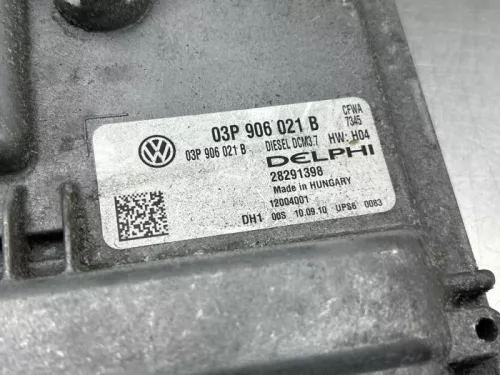 03P 906 021 B CFWA
03P 906 021 B DIESEL DCM3.7 7345
HW: H04
DELPHI
28291398
Made in HUNGARY
12004001
DH1 00S 10.09.10 UPS6 0083